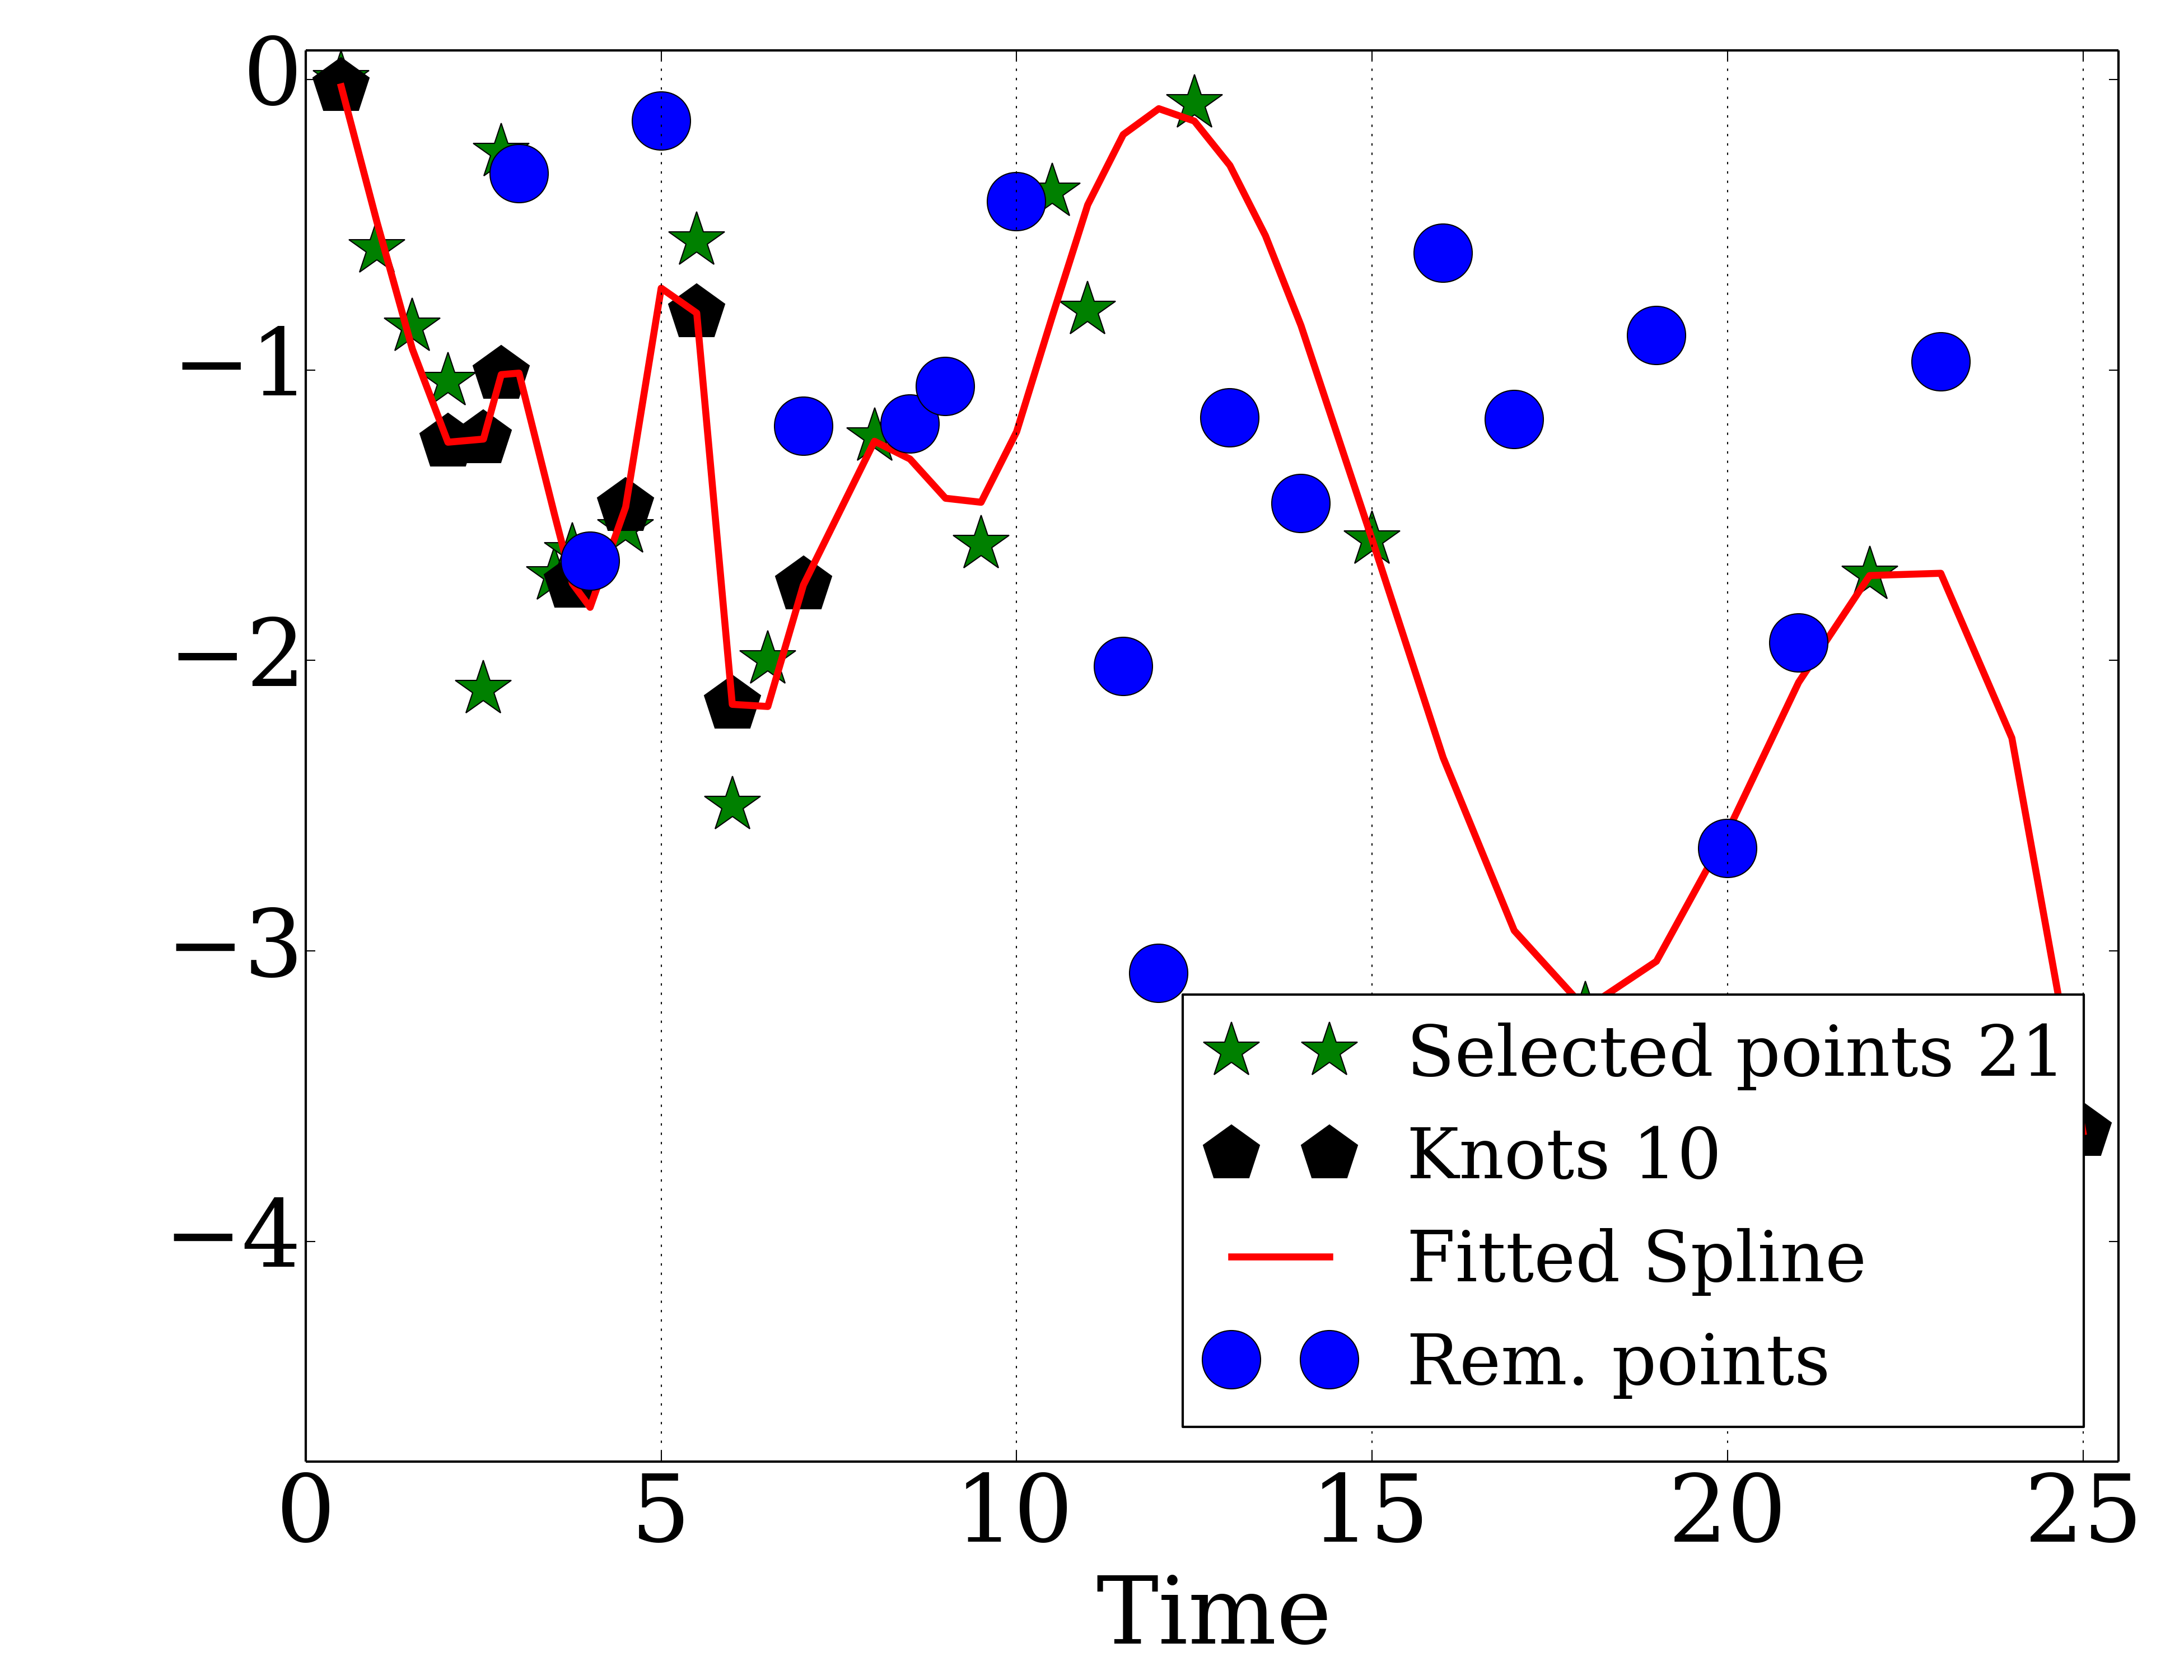 0
−1
−2
−3
−4
Selected points 21
Knots 10
Fitted Spline
Rem. points
0 5 10 15 20 25
Time